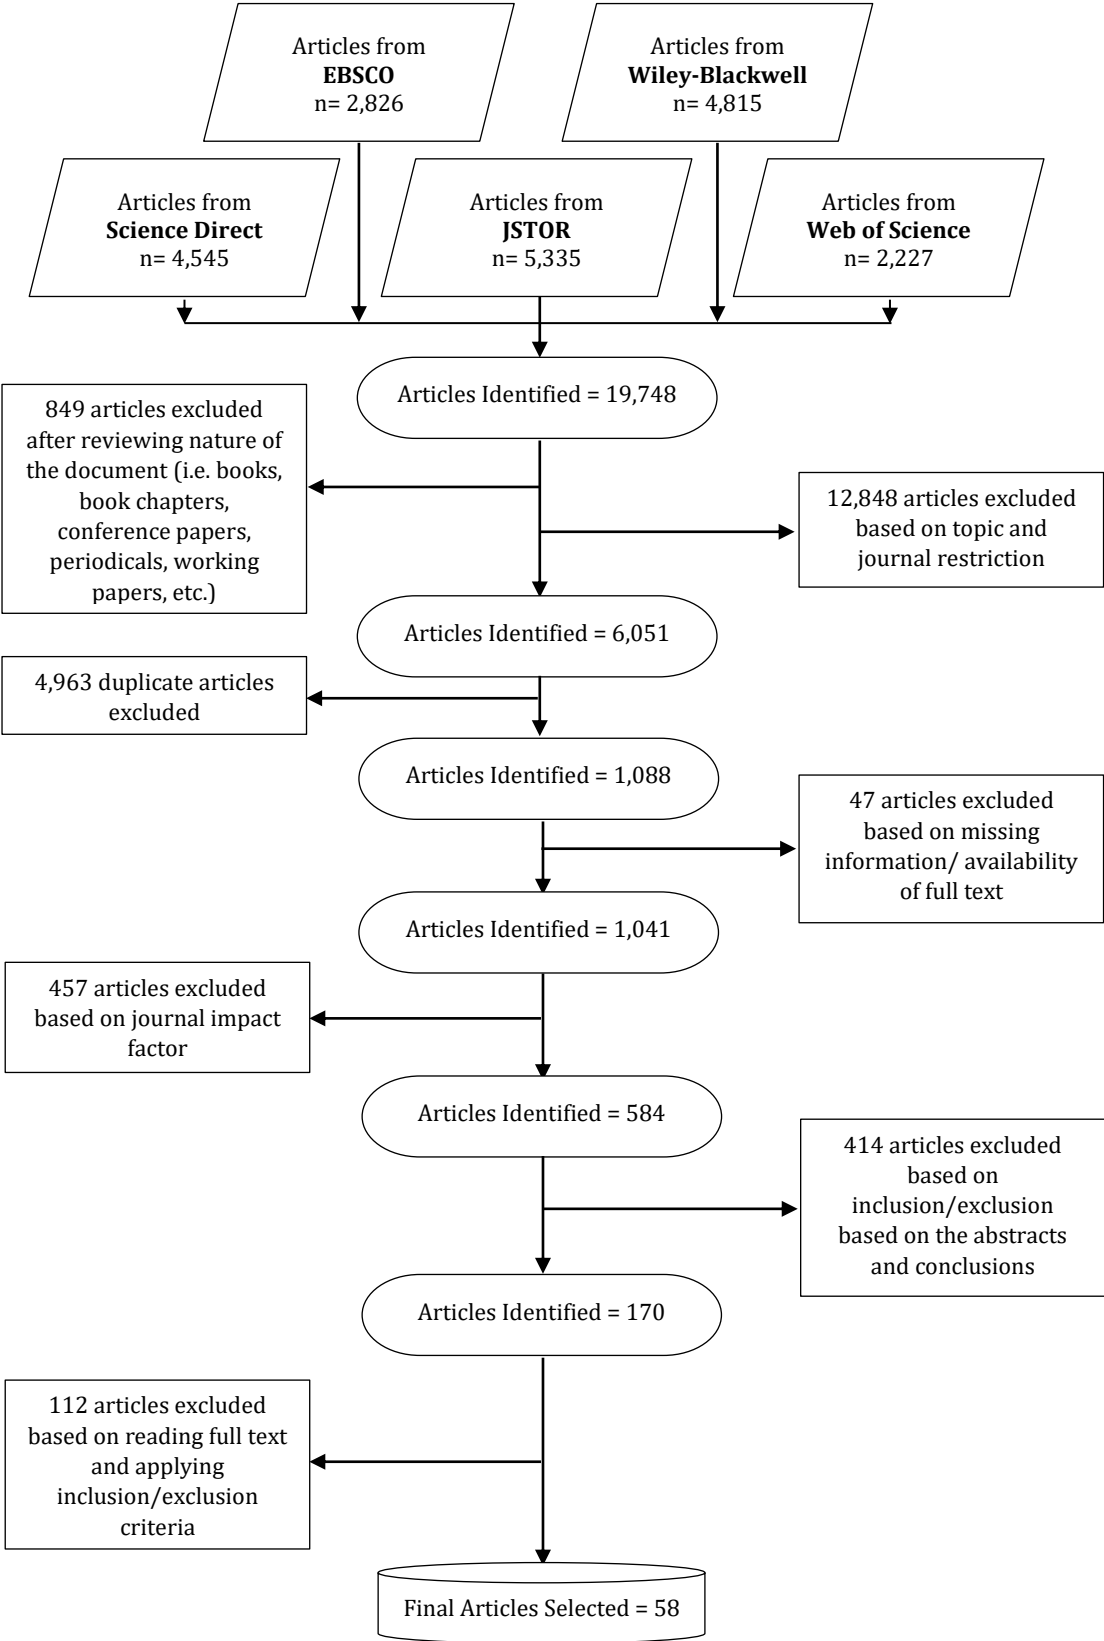 Articles from
EBSCO
n= 2,826
Articles from
Wiley-Blackwell
n= 4,815
Articles from
Science Direct
n= 4,545
Articles from
JSTOR
n= 5,335
Articles from
Web of Science
n= 2,227
Articles Identified = 19,748
849 articles excluded
after reviewing nature of
the document (i.e. books,
book chapters,
conference papers,
periodicals, working
papers, etc.)
12,848 articles excluded
based on topic and
journal restriction
Articles Identified = 6,051
4,963 duplicate articles
excluded
Articles Identified = 1,088
47 articles excluded
based on missing
information/ availability
of full text
Articles Identified = 1,041
457 articles excluded
based on journal impact
factor
Articles Identified = 584
414 articles excluded
based on
inclusion/exclusion
based on the abstracts
and conclusions
Articles Identified = 170
112 articles excluded
based on reading full text
and applying
inclusion/exclusion
criteria
Final Articles Selected = 58